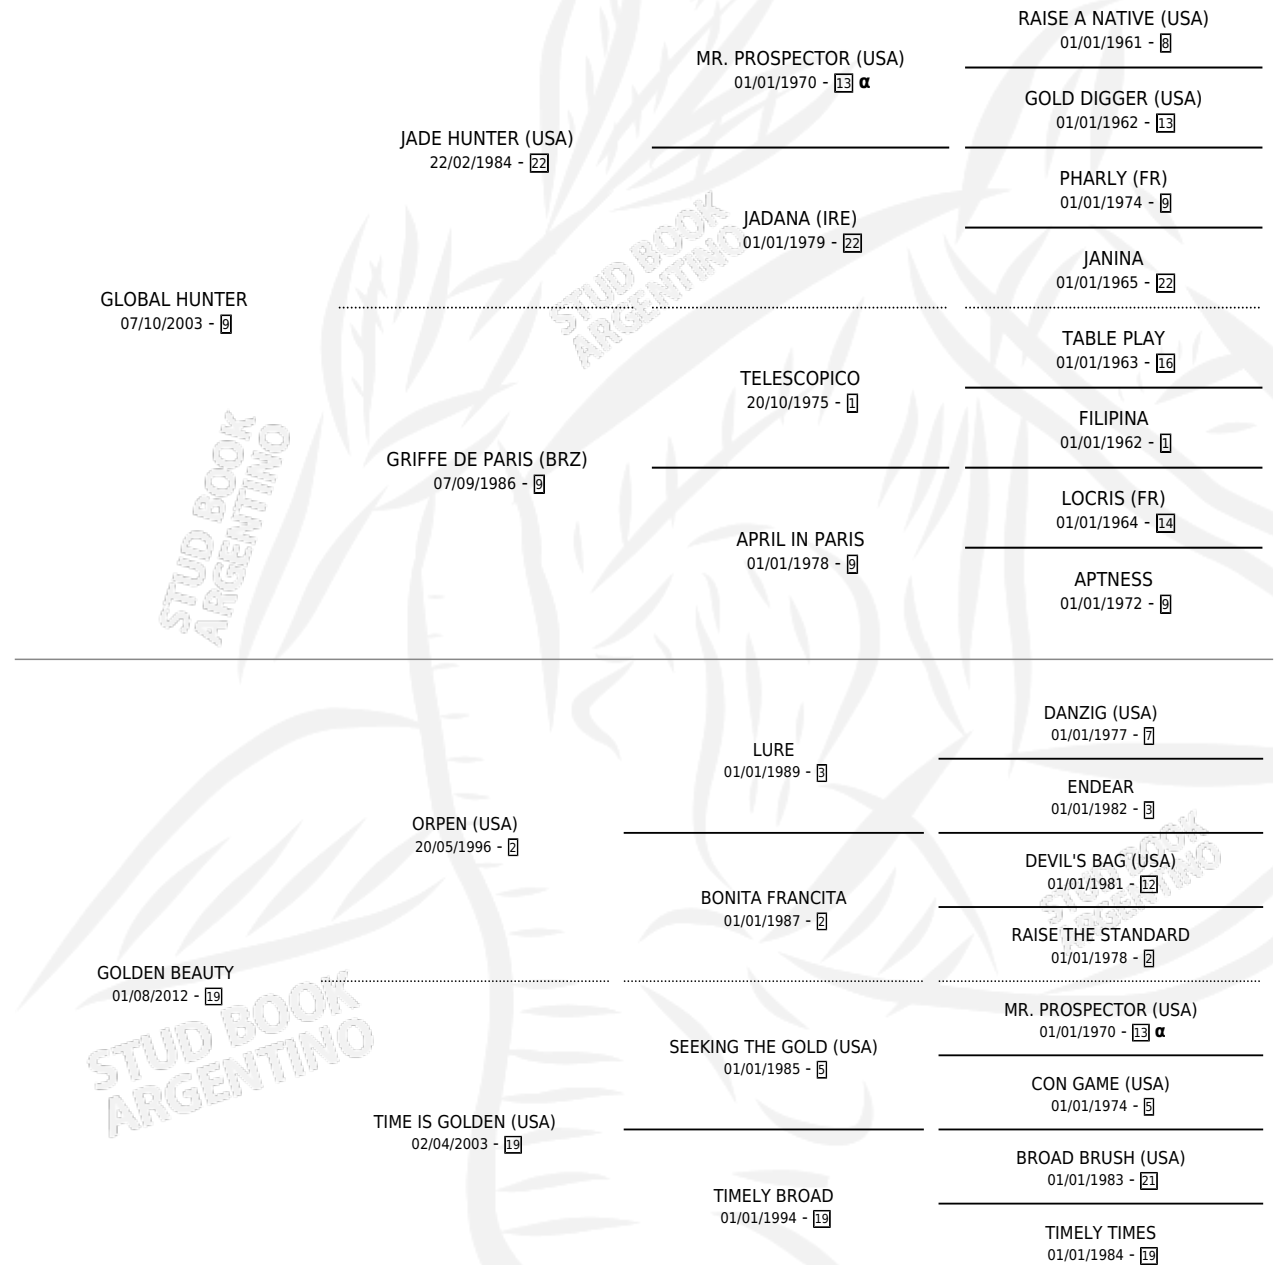 GLOBAL HUNTER
07/10/2003 - 9
JADE HUNTER (USA)
22/02/1984 - 22
MR. PROSPECTOR (USA)
01/01/1970 - 13 α
RAISE A NATIVE (USA)
01/01/1961 - 8
GOLD DIGGER (USA)
01/01/1962 - 13
JADANA (IRE)
01/01/1979 - 22
PHARLY (FR)
01/01/1974 - 9
JANINA
01/01/1965 - 22
GRIFFE DE PARIS (BRZ)
07/09/1986 - 9
TELESCOPICO
20/10/1975 - 1
TABLE PLAY
01/01/1963 - 16
FILIPINA
01/01/1962 - 1
APRIL IN PARIS
01/01/1978 - 9
LOCRIS (FR)
01/01/1964 - 14
APTNESS
01/01/1972 - 9
GOLDEN BEAUTY
01/08/2012 - 19
ORPEN (USA)
20/05/1996 - 2
LURE
01/01/1989 - 3
DANZIG (USA)
01/01/1977 - 7
ENDEAR
01/01/1982 - 3
BONITA FRANCITA
01/01/1987 - 2
DEVIL'S BAG (USA)
01/01/1981 - 12
RAISE THE STANDARD
01/01/1978 - 2
TIME IS GOLDEN (USA)
02/04/2003 - 19
SEEKING THE GOLD (USA)
01/01/1985 - 5
MR. PROSPECTOR (USA)
01/01/1970 - 13 α
CON GAME (USA)
01/01/1974 - 5
TIMELY BROAD
01/01/1994 - 19
BROAD BRUSH (USA)
01/01/1983 - 21
TIMELY TIMES
01/01/1984 - 19
STUD BOOK
ARGENTINO
STUD BOOK
ARGENTINO
STUD BOOK
ARGENTINO
STUD BOOK
ARGENTINO